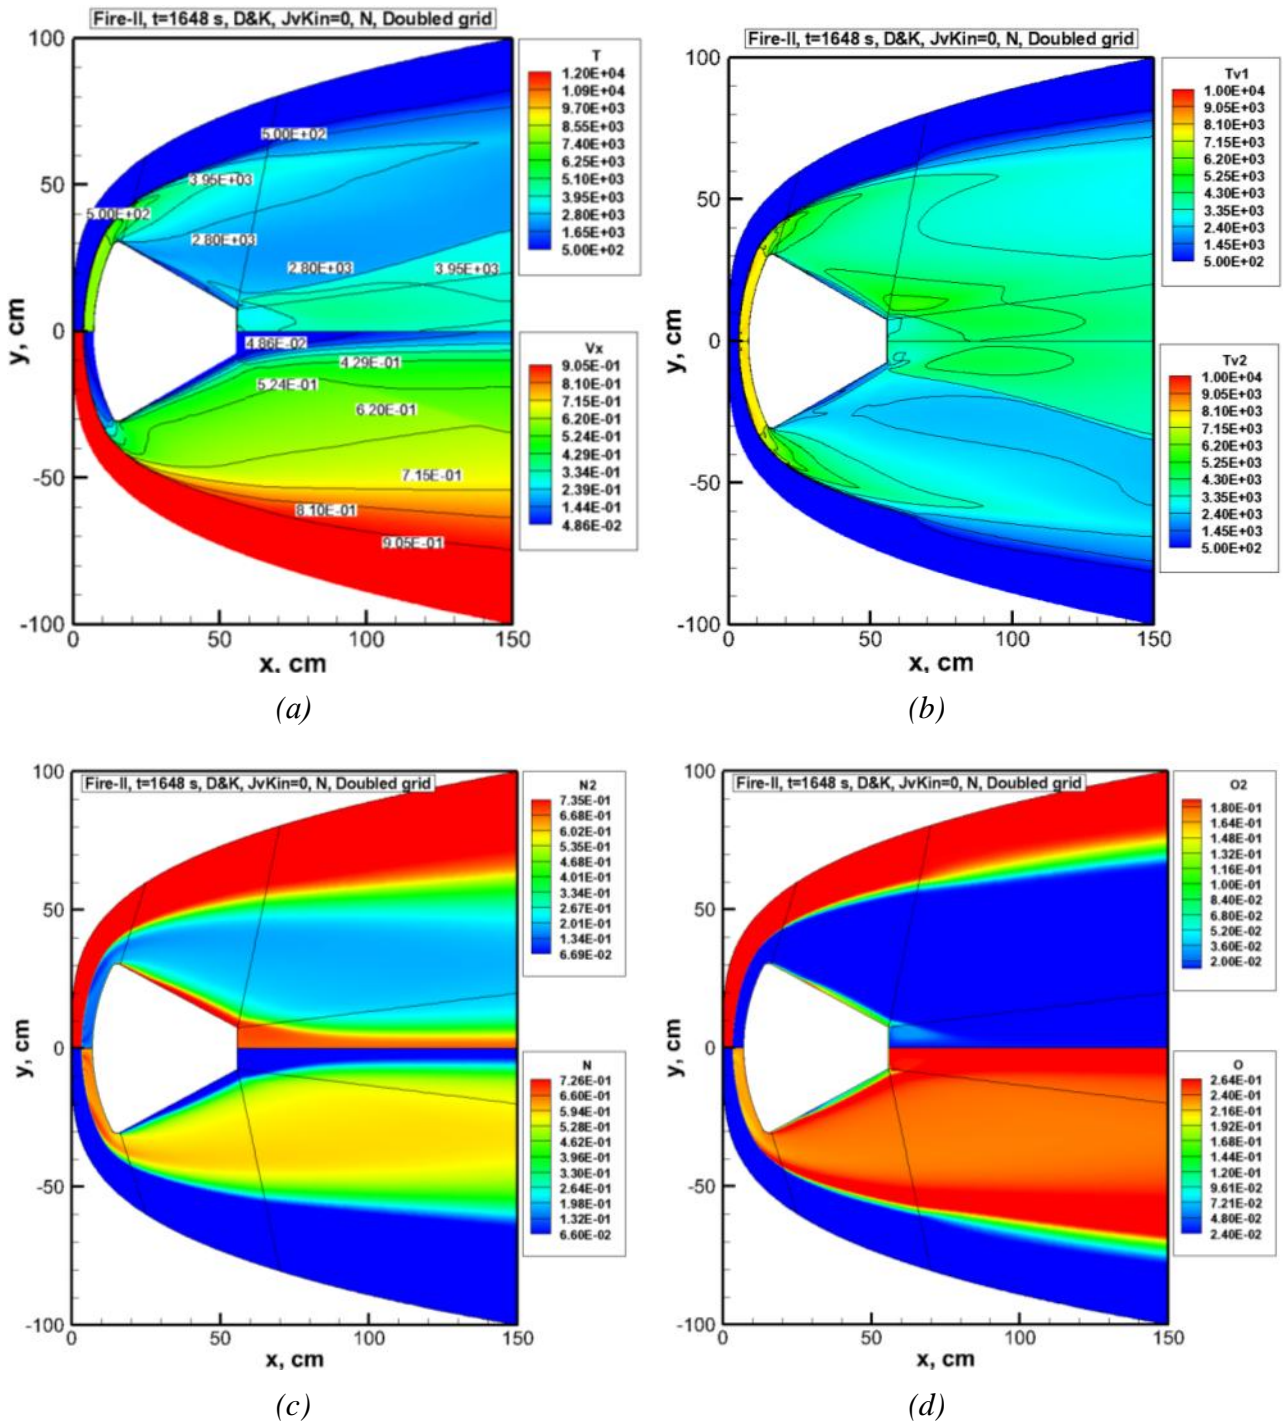 Fire-II, t=1648 s, D&K, JvKin=0, N, Doubled grid
T
1.20E+04
1.09E+04
9.70E+03
8.55E+03
7.40E+03
6.25E+03
5.10E+03
3.95E+03
2.80E+03
1.65E+03
5.00E+02
Vx
9.05E-01
8.10E-01
7.15E-01
6.20E-01
5.24E-01
4.29E-01
3.34E-01
2.39E-01
1.44E-01
4.86E-02
5.00E+02
3.95E+03
5.00E+02
2.80E+03
2.80E+03
3.95E+03
4.86E-02
4.29E-01
5.24E-01
6.20E-01
7.15E-01
8.10E-01
9.05E-01
100
50
0
-50
-100
y, cm
0 50 100 150
x, cm
(a)
Fire-II, t=1648 s, D&K, JvKin=0, N, Doubled grid
Tv1
1.00E+04
9.05E+03
8.10E+03
7.15E+03
6.20E+03
5.25E+03
4.30E+03
3.35E+03
2.40E+03
1.45E+03
5.00E+02
Tv2
1.00E+04
9.05E+03
8.10E+03
7.15E+03
6.20E+03
5.25E+03
4.30E+03
3.35E+03
2.40E+03
1.45E+03
5.00E+02
100
50
0
-50
-100
y, cm
0 50 100 150
x, cm
(b)
Fire-II, t=1648 s, D&K, JvKin=0, N, Doubled grid
N2
7.35E-01
6.68E-01
6.02E-01
5.35E-01
4.68E-01
4.01E-01
3.34E-01
2.67E-01
2.01E-01
1.34E-01
6.69E-02
N
7.26E-01
6.60E-01
5.94E-01
5.28E-01
4.62E-01
3.96E-01
3.30E-01
2.64E-01
1.98E-01
1.32E-01
6.60E-02
100
50
0
-50
-100
y, cm
0 50 100 150
x, cm
(c)
Fire-II, t=1648 s, D&K, JvKin=0, N, Doubled grid
O2
1.80E-01
1.64E-01
1.48E-01
1.32E-01
1.16E-01
1.00E-01
8.40E-02
6.80E-02
5.20E-02
3.60E-02
2.00E-02
O
2.64E-01
2.40E-01
2.16E-01
1.92E-01
1.68E-01
1.44E-01
1.20E-01
9.61E-02
7.21E-02
4.80E-02
2.40E-02
100
50
0
-50
-100
y, cm
0 50 100 150
x, cm
(d)